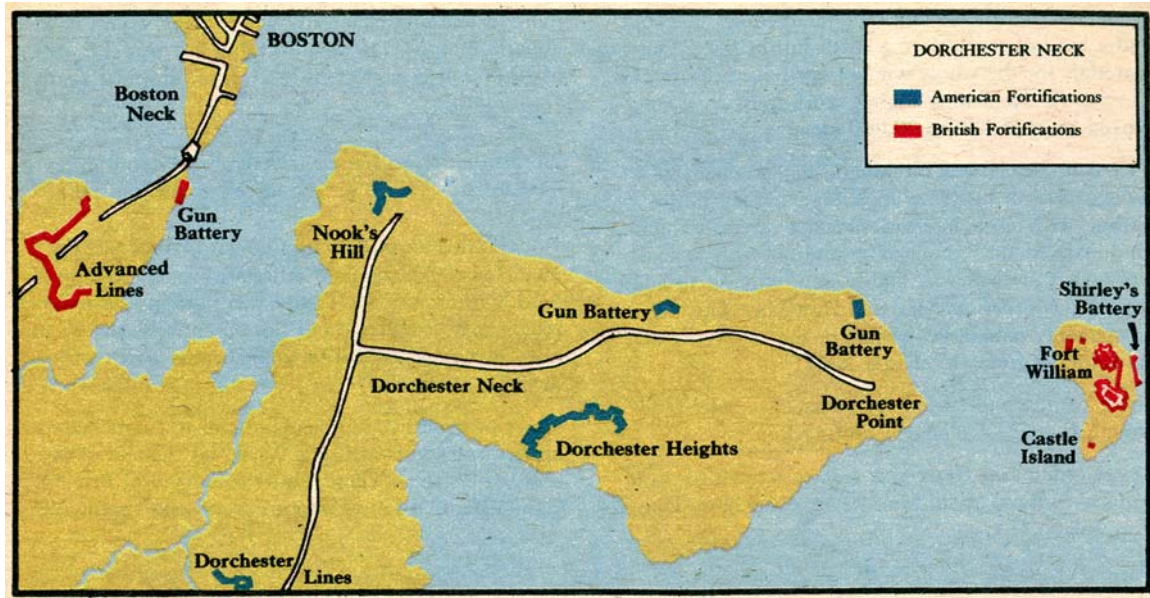 BOSTON
DORCHESTER NECK
American Fortifications
British Fortifications
Boston
Neck
Gun
Battery
Nook's
Hill
Advanced
Lines
Gun Battery
Gun
Battery
Shirley's
Battery
Fort
William
Dorchester Neck
Dorchester
Point
Dorchester Heights
Castle
Island
Dorchester
Lines